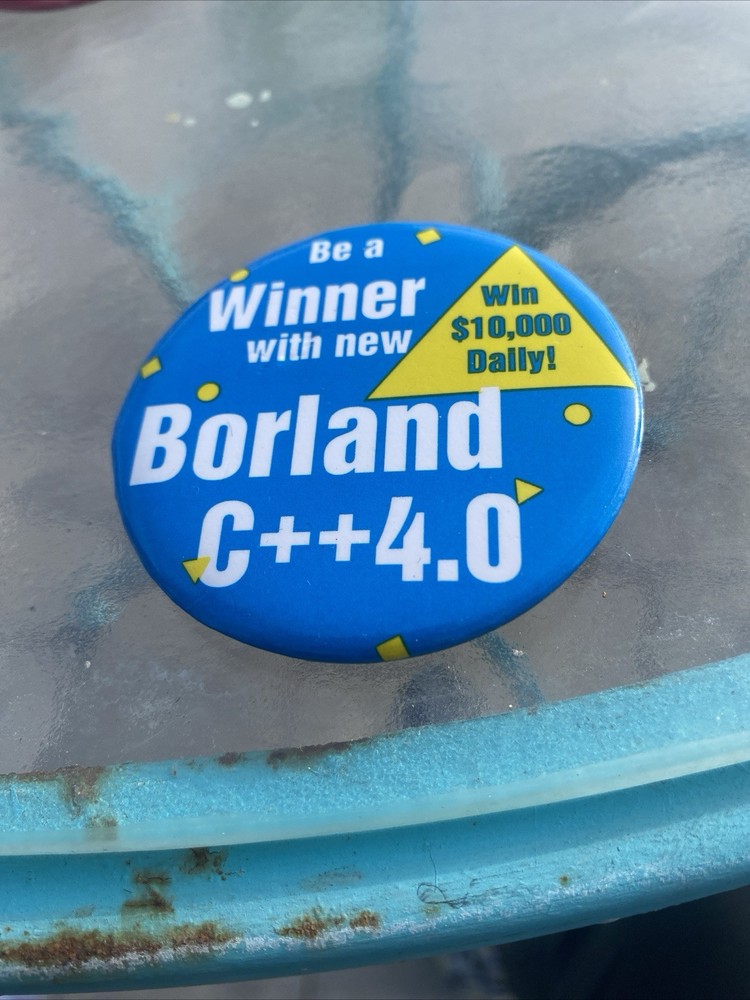 Be a
Winner
with new
Win
$10,000
Daily!
Borland
C++4.0